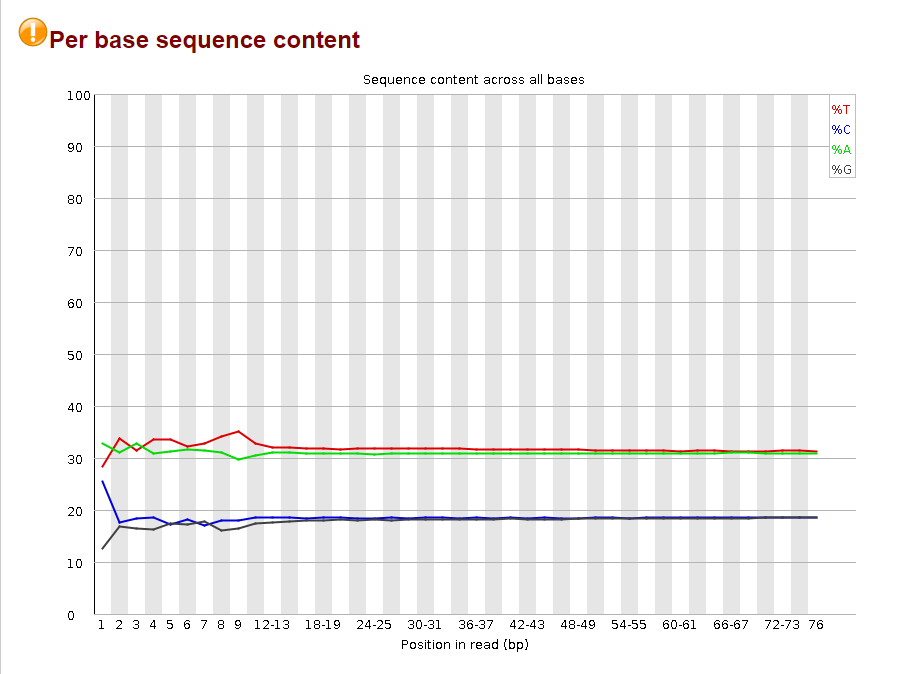 !
Per base sequence content
Sequence content across all bases
100
%T
%C
%A
%G
90
80
70
60
50
40
30
20
10
0
1 2 3 4 5 6 7 8 9 12-13 18-19 24-25 30-31 36-37 42-43 48-49 54-55 60-61 66-67 72-73 76
Position in read (bp)